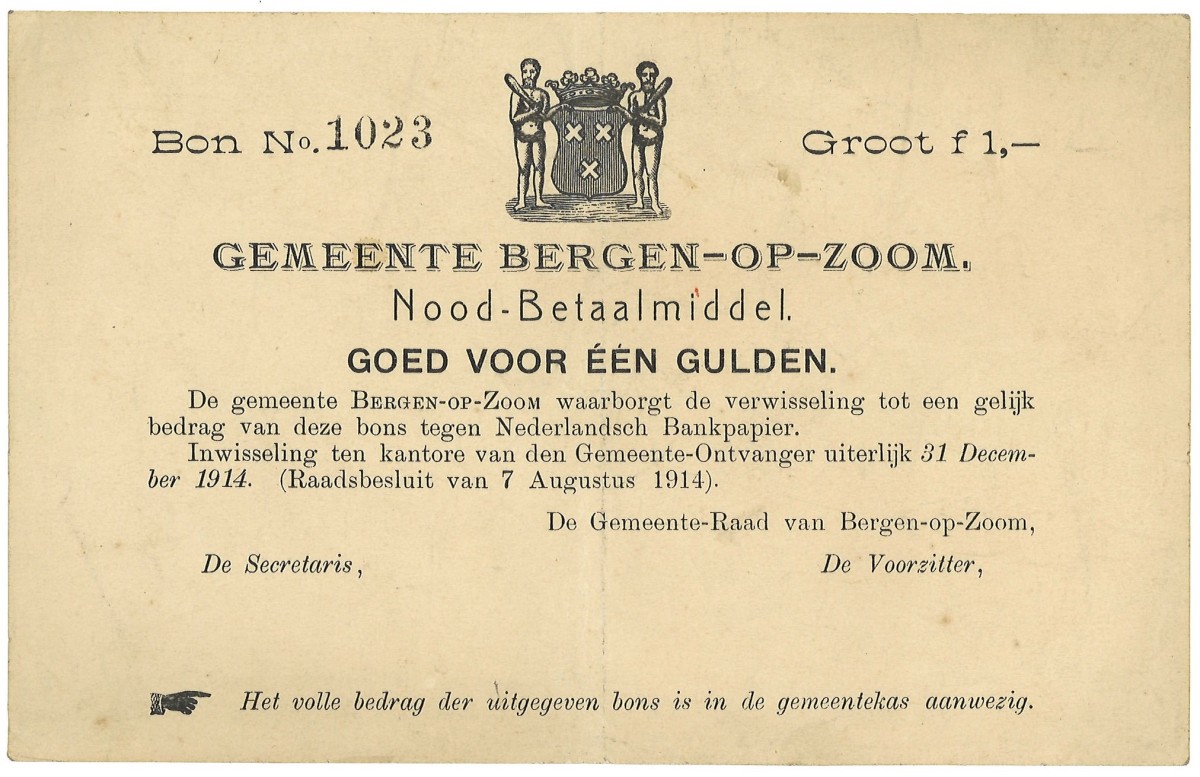 Bon No. 1023
Groot f 1,—
GEMEENTE BERGEN-OP-ZOOM.
Nood-Betaalmiddel.
GOED VOOR ÉÉN GULDEN.
De gemeente BERGEN-OP-ZOOM waarborgt de verwisseling tot een gelijk
bedrag van deze bons tegen Nederlandsch Bankpapier.
Inwisseling ten kantore van den Gemeente-Ontvanger uiterlijk 31 Decem-
ber 1914. (Raadsbesluit van 7 Augustus 1914).
De Gemeente-Raad van Bergen-op-Zoom,
De Secretaris,
De Voorzitter,
Het volle bedrag der uitgegeven bons is in de gemeentekas aanwezig.